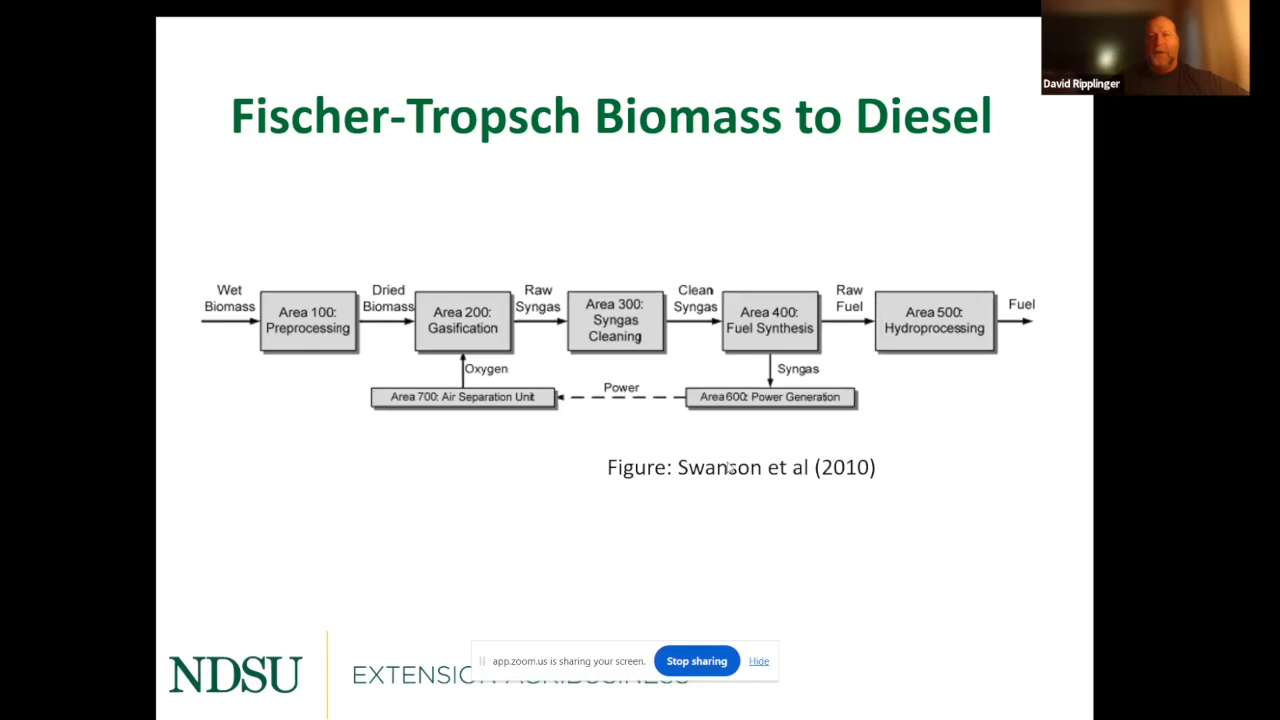 David Ripplinger
Fischer-Tropsch Biomass to Diesel
Wet
Biomass
Area 100:
Preprocessing
Dried
Biomass
Area 200:
Gasification
Raw
Syngas
Area 300:
Syngas
Cleaning
Clean
Syngas
Area 400:
Fuel Synthesis
Raw
Fuel
Area 500:
Hydroprocessing
Fuel
Oxygen
Syngas
Area 700: Air Separation Unit
Power
Area 600: Power Generation
Figure: Swanson et al (2010)
NDSU
EXTENSION AGRIBUSINESS
app.zoom.us is sharing your screen.
Stop sharing
Hide